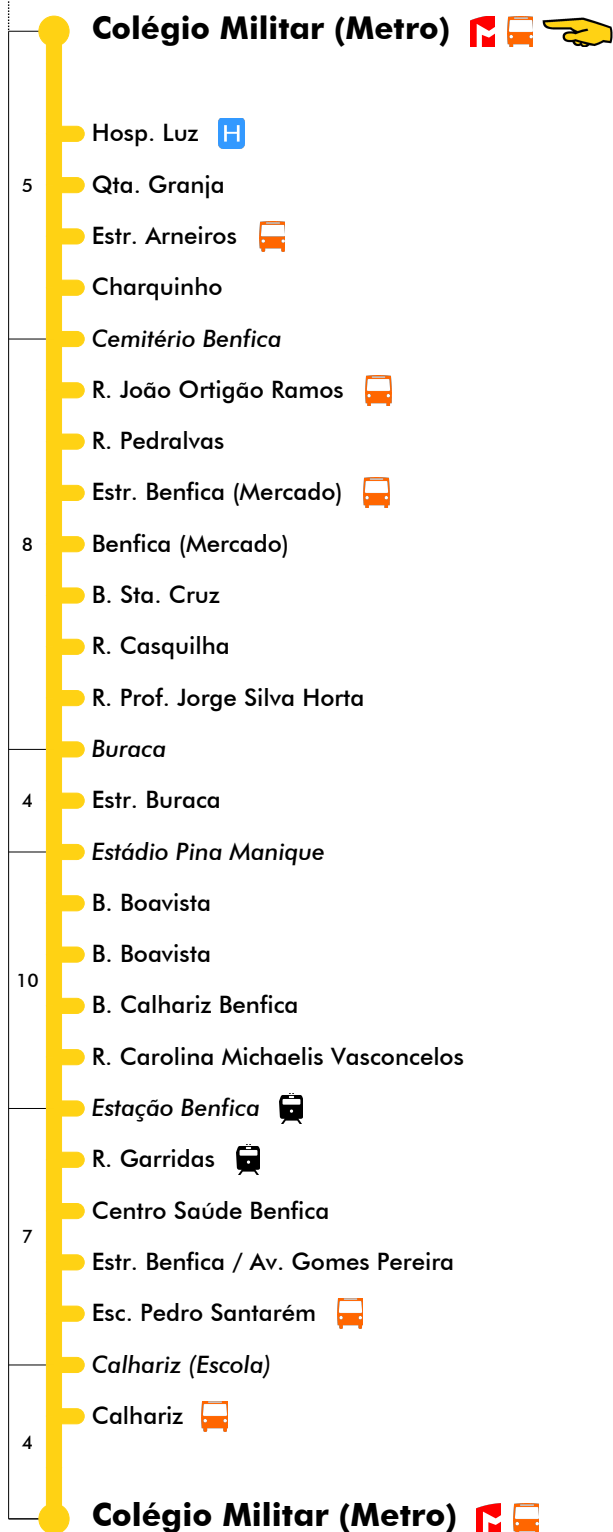 Colégio Militar (Metro)
Hosp. Luz H
5 Qta. Granja
Estr. Arneiros
Charquinho
Cemitério Benfica
R. João Ortigão Ramos
R. Pedralvas
Estr. Benfica (Mercado)
8 Benfica (Mercado)
B. Sta. Cruz
R. Casquilha
R. Prof. Jorge Silva Horta
Buraca
4 Estr. Buraca
Estádio Pina Manique
B. Boavista
B. Boavista
10 B. Calhariz Benfica
R. Carolina Michaelis Vasconcelos
Estação Benfica
R. Garridas
Centro Saúde Benfica
7
Estr. Benfica / Av. Gomes Pereira
Esc. Pedro Santarém
Calhariz (Escola)
Calhariz
4
Colégio Militar (Metro)